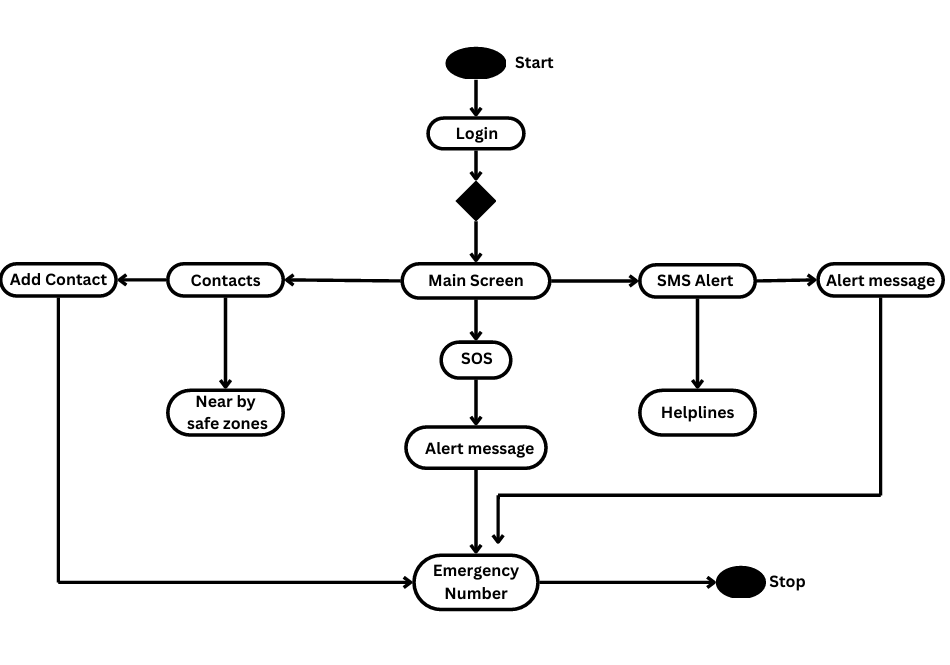 Start
Login
Add Contact
Contacts
Main Screen
SMS Alert
Alert message
SOS
Near by
safe zones
Helplines
Alert message
Emergency
Number
Stop